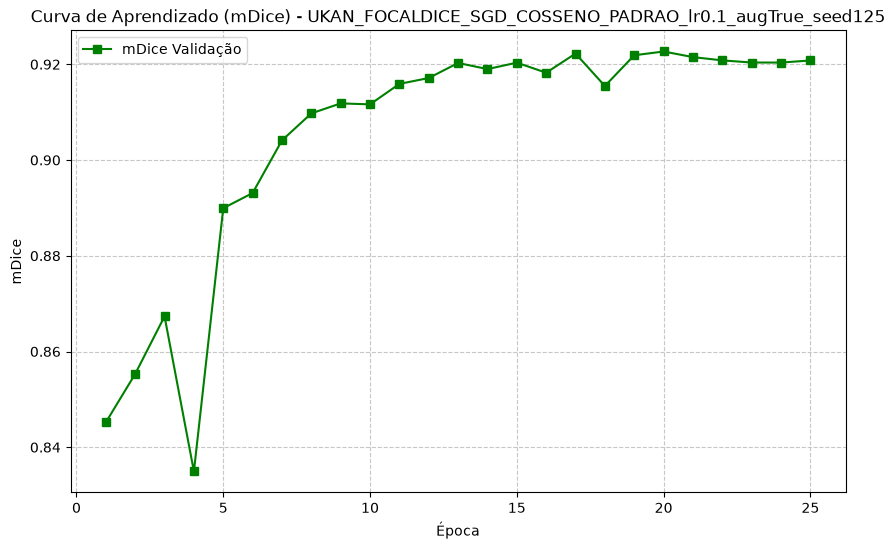 Curva de Aprendizado (mDice) - UKAN_FOCALDICE_SGD_COSSENO_PADRAO_lr0.1_augTrue_seed125
mDice Validação
0.92
0.90
0.88
0.86
0.84
mDice
0 5 10 15 20 25
Época